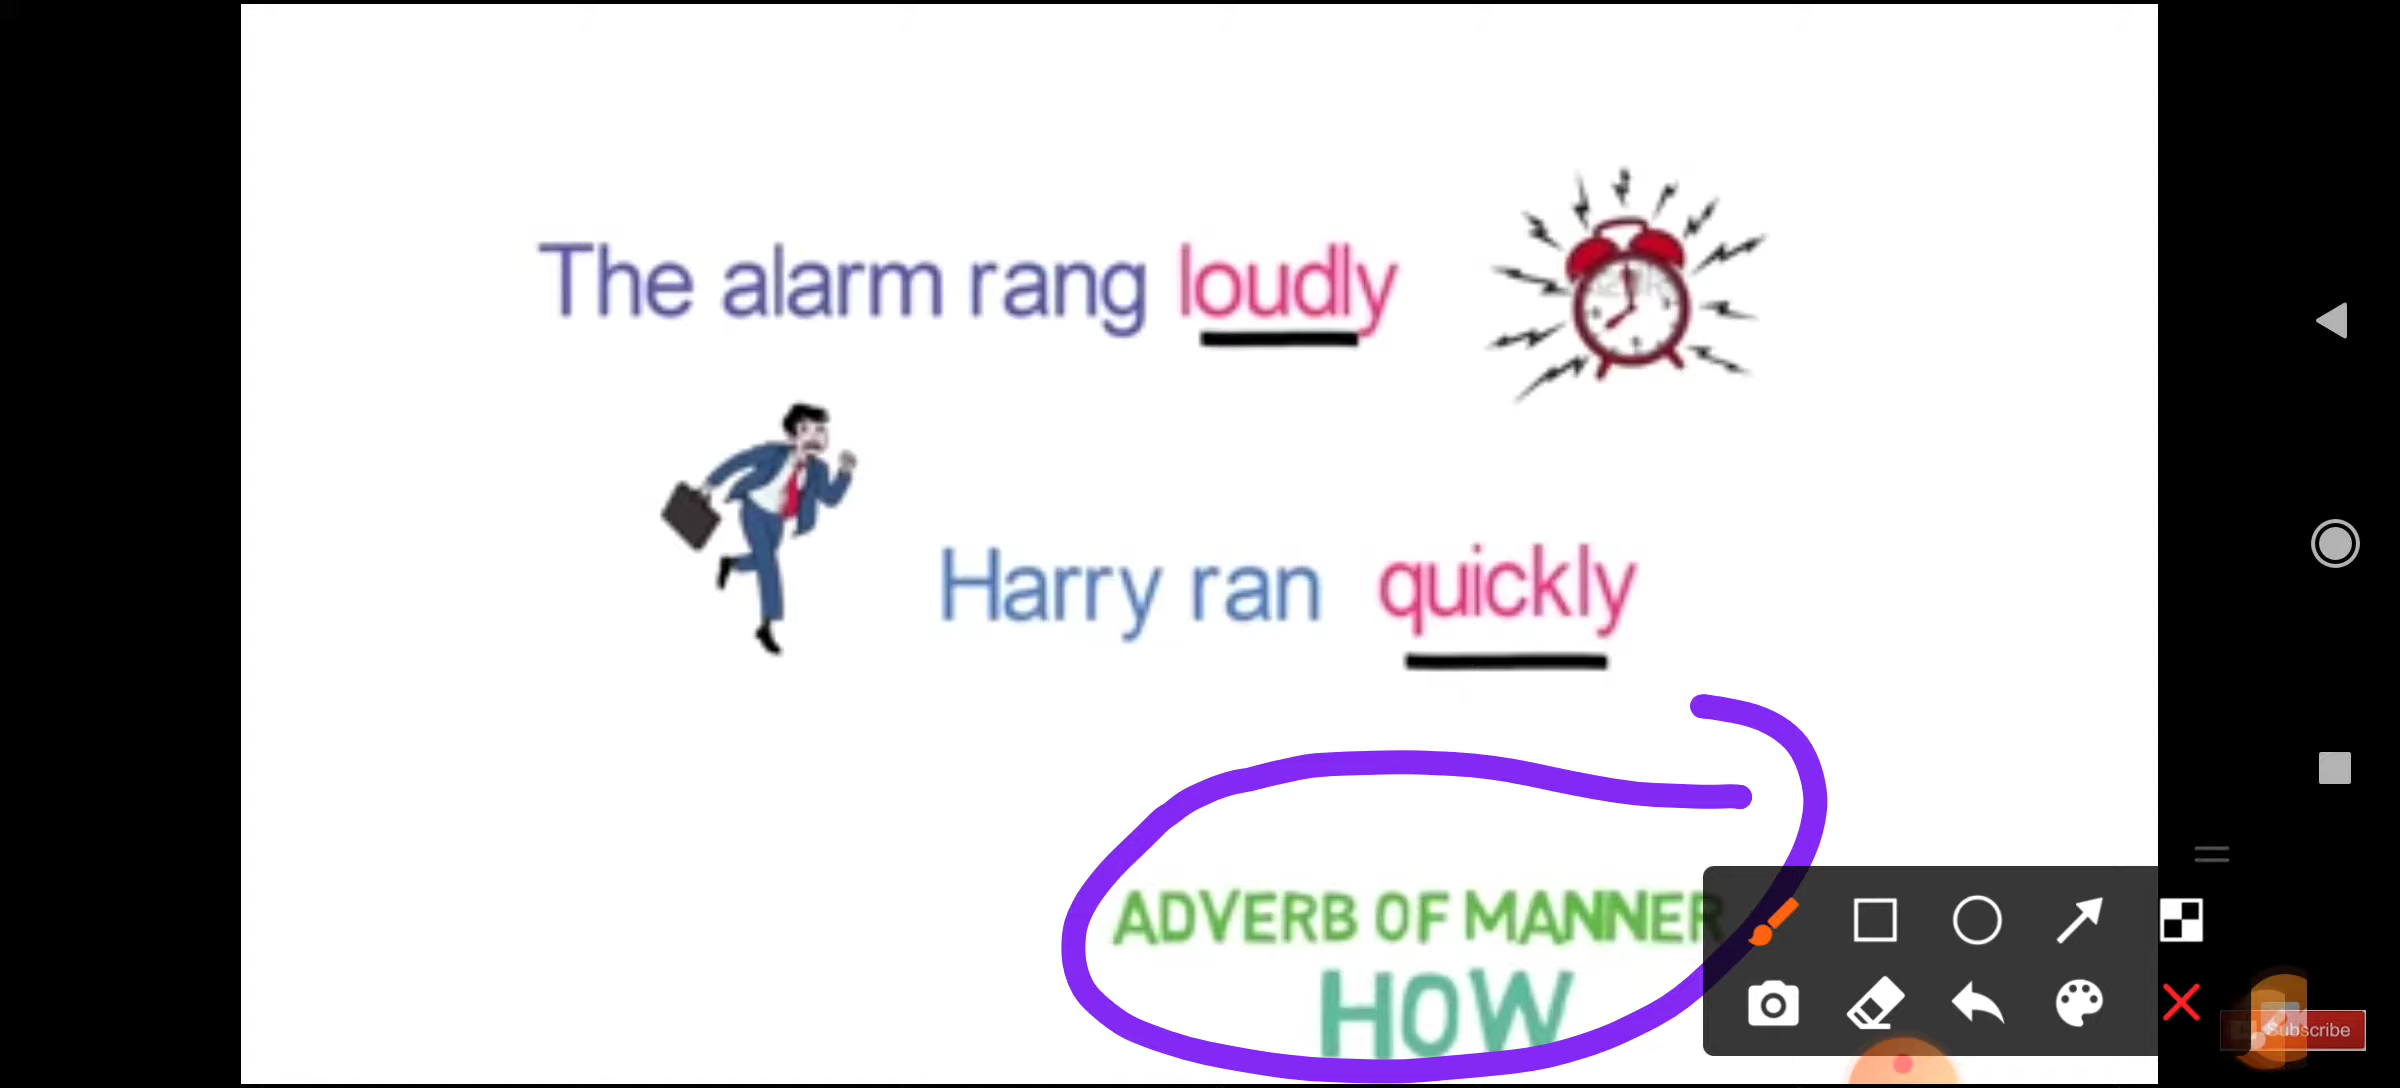 The alarm rang loudly
Harry ran quickly
ADVERB OF MANNER
HOW
Subscribe